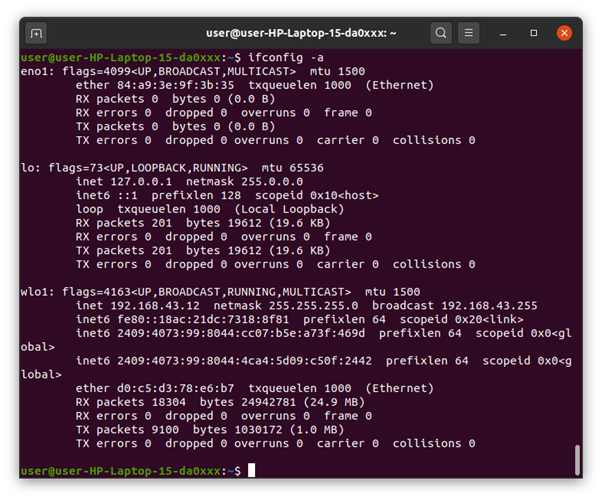 user@user-HP-Laptop-15-da0xxx: ~
user@user-HP-Laptop-15-da0xxx:~$ ifconfig -a
eno1: flags=4099<UP,BROADCAST,MULTICAST>  mtu 1500
        ether 84:a9:3e:9f:3b:35  txqueuelen 1000  (Ethernet)
        RX packets 0  bytes 0 (0.0 B)
        RX errors 0  dropped 0  overruns 0  frame 0
        TX packets 0  bytes 0 (0.0 B)
        TX errors 0  dropped 0 overruns 0  carrier 0  collisions 0
lo: flags=73<UP,LOOPBACK,RUNNING>  mtu 65536
        inet 127.0.0.1  netmask 255.0.0.0
        inet6 ::1  prefixlen 128  scopeid 0x10<host>
        loop  txqueuelen 1000  (Local Loopback)
        RX packets 201  bytes 19612 (19.6 KB)
        RX errors 0  dropped 0  overruns 0  frame 0
        TX packets 201  bytes 19612 (19.6 KB)
        TX errors 0  dropped 0 overruns 0  carrier 0  collisions 0
wlo1: flags=4163<UP,BROADCAST,RUNNING,MULTICAST>  mtu 1500
        inet 192.168.43.12  netmask 255.255.255.0  broadcast 192.168.43.255
        inet6 fe80::18ac:21dc:7318:8f81  prefixlen 64  scopeid 0x20<link>
        inet6 2409:4073:99:8044:cc07:b5e:a73f:469d  prefixlen 64  scopeid 0x0<gl
obal>
        inet6 2409:4073:99:8044:4ca4:5d09:c50f:2442  prefixlen 64  scopeid 0x0<g
lobal>
        ether d0:c5:d3:78:e6:b7  txqueuelen 1000  (Ethernet)
        RX packets 18304  bytes 24942781 (24.9 MB)
        RX errors 0  dropped 0  overruns 0  frame 0
        TX packets 9100  bytes 1030172 (1.0 MB)
        TX errors 0  dropped 0 overruns 0  carrier 0  collisions 0
user@user-HP-Laptop-15-da0xxx:~$